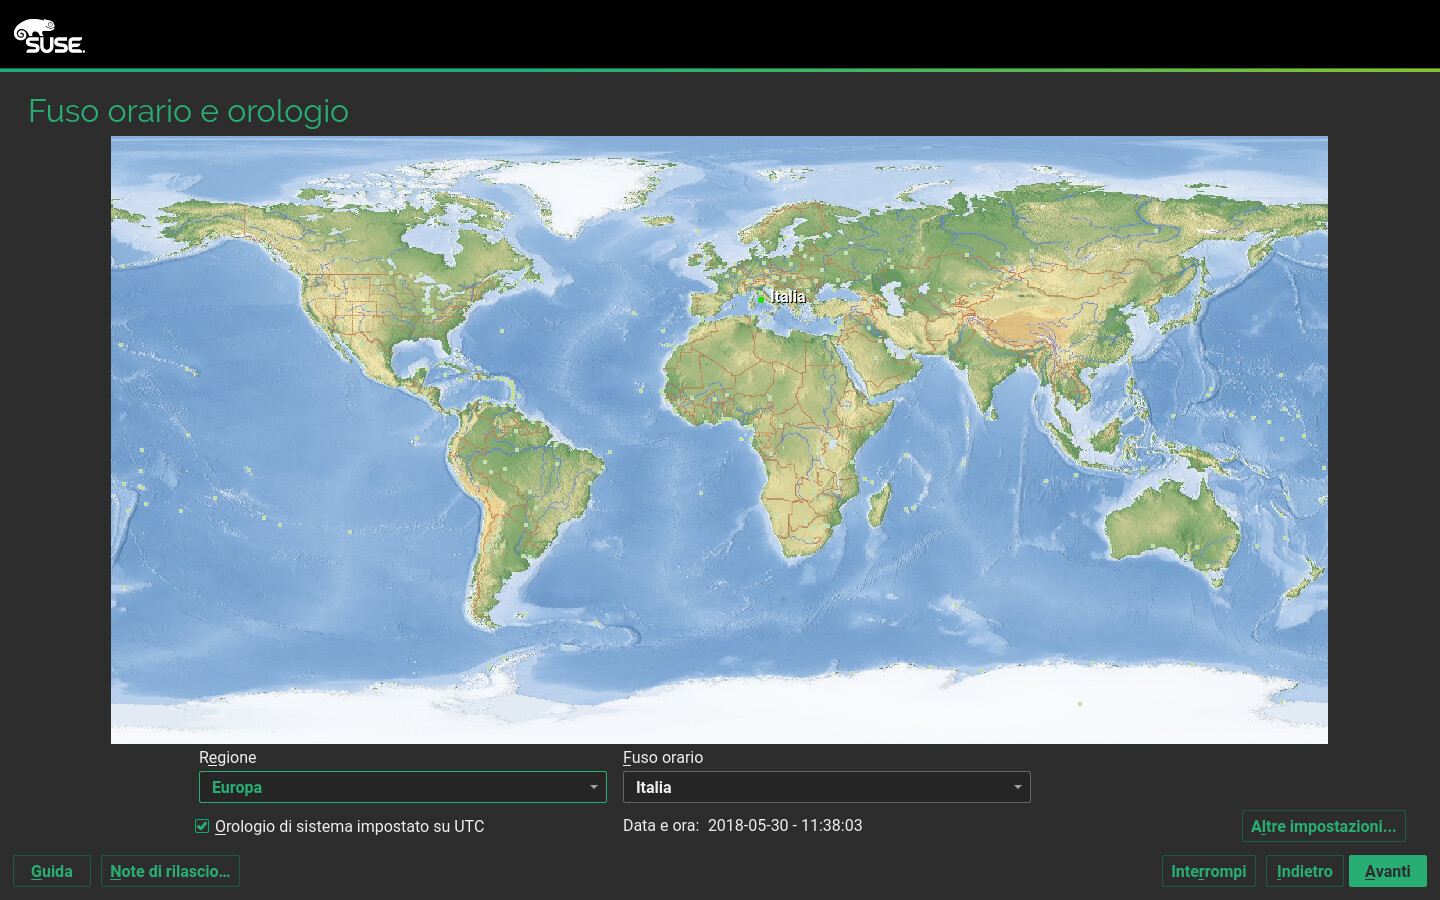 SUSE.
Fuso orario e orologio
Italia
Regione
Fuso orario
Europa
Italia
Orologio di sistema impostato su UTC
Data e ora: 2018-05-30 - 11:38:03
Altre impostazioni...
Guida
Note di rilascio...
Interrompi
Indietro
Avanti